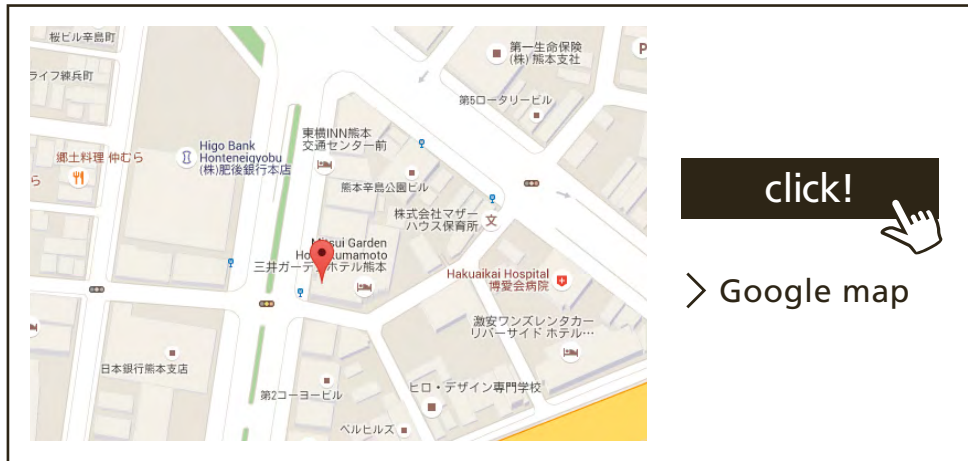 桜ビル辛島町
ライフ練兵町
郷土料理 仲むら
ら
Higo Bank
Honteneigyobu
(株)肥後銀行本店
東横INN熊本
交通センター前
第一生命保険
(株) 熊本支社
P
第5ロータリービル
熊本辛島公園ビル
株式会社マザー
ハウス保育所
文
Garden
umamoto
三井ガーデンホテル熊本
Hakuaikai Hospital
博愛会病院
激安ワンズレンタカー
リバーサイド ホテル…
日本銀行熊本支店
第2コーヨービル
ヒロ・デザイン専門学校
ベルヒルズ
click!
Google map